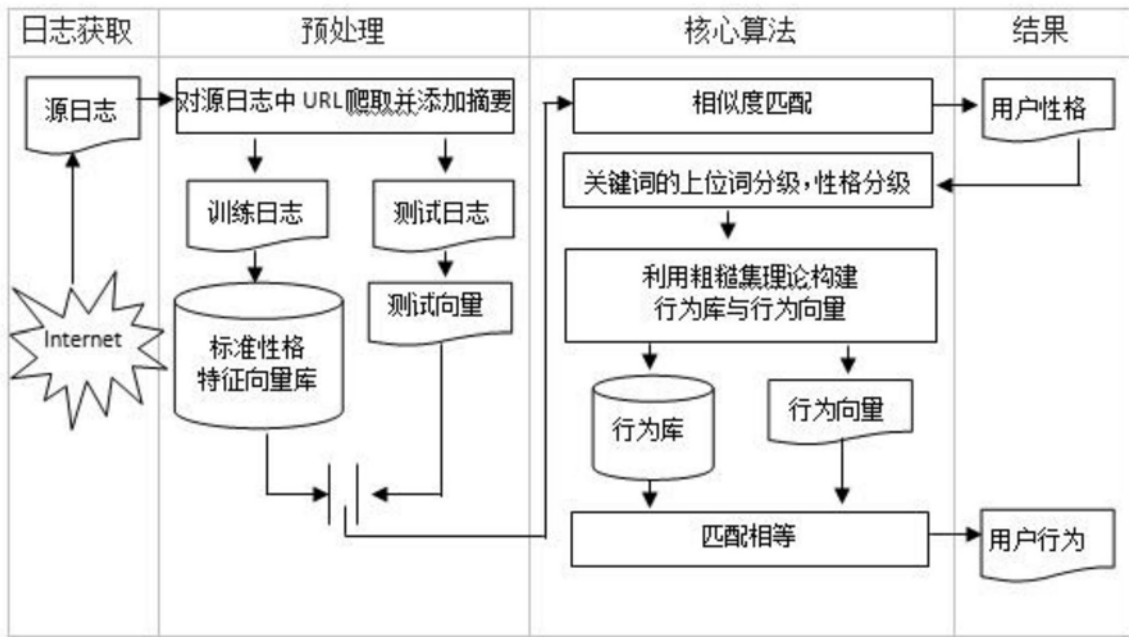 日志获取
预处理
核心算法
结果
源日志
对源日志中 URL爬取并添加摘要
相似度匹配
用户性格
关键词的上位词分级，性格分级
训练日志
测试日志
利用粗糙集理论构建
行为库与行为向量
测试向量
Internet
标准性格
特征向量库
行为库
行为向量
匹配相等
用户行为